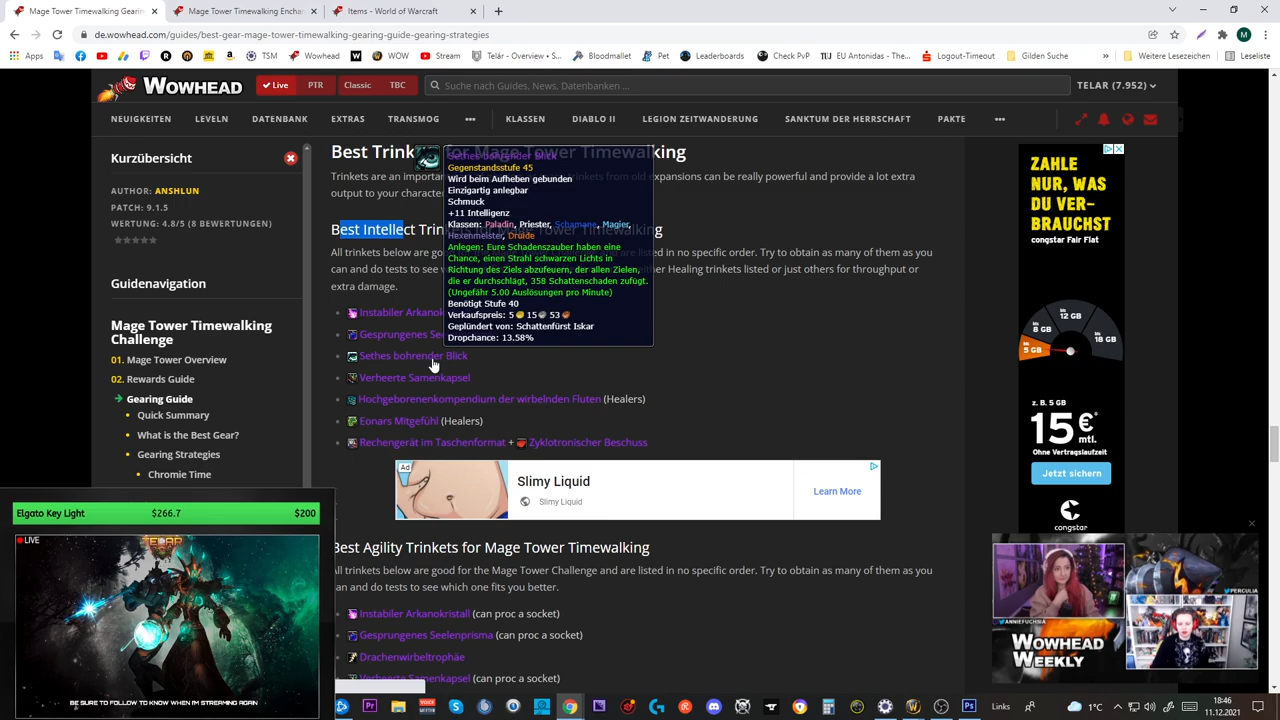 Mage Tower Timewalking Gearin
Mage Tower Timewalking Enchan
Items - World of Warcraft
de.wowhead.com/guides/best-gear-mage-tower-timewalking-gearing-guide-gearing-strategies
M
Apps
TSM
Wowhead
WOW
Stream
Telár - Overview • S...
Bloodmallet
Pet
Leaderboards
Check PvP
TU EU Antonidas - T...
Logout-Timeout
Gilden Seite
»
Weitere Lesezeichen
Leseliste
WOWHEAD
Live
PTR
Classic
TBC
Suche nach Guides, News, Datenbanken ...
TELAR (7.952)
NEUIGKEITEN
LEVELN
DATENBANK
EXTRAS
TRANSMOG
KLASSEN
DIABLO II
LEGION ZEITWANDERUNG
SANKTUM DER HERRSCHAFT
PAKTE
Kurzübersicht
AUTHOR: ANSHLUN
PATCH: 9.1.5
WERTUNG: 4.8/5 (8 BEWERTUNGEN)
Guidenavigation
Mage Tower Timewalking
Challenge
01. Mage Tower Overview
02. Rewards Guide
Gearing Guide
Quick Summary
What is the Best Gear?
Gearing Strategies
Chromie Time
Best Trink for Mage Tower Timewalking
Trinkets are an importan trinkets from old expansions can be really powerful and provide a lot extra
output to your characte
Best Intellect Trin
All trinkets below are go ed are listed in no specific order. Try to obtain as many of them as you
can and do tests to see w ther Healing trinkets listed or just others for throughput or
extra damage.
Sethes bohrender Blick
Gegenstandsstufe 45
Wird beim Aufheben gebunden
Einzigartig anlegbar
Schmuck
+11 Intelligenz
Klassen: Paladin, Priester, Schamane, Magier,
Hexenmeister, Druide
Anlegen: Eure Schadenszauber haben eine
Chance, einen Strahl schwarzen Lichts in
Richtung des Ziels abzufeuern, der allen Zielen,
die er durchschlägt, 358 Schattenschaden zufügt.
(Ungefähr 5.00 Auslösungen pro Minute)
Benötigt Stufe 40
Verkaufspreis: 5 15 53
Geplündert von: Schattenfürst Iskar
Dropchance: 13.58%
Instabiler Arkanok
Gesprungenes See
Sethes bohrender Blick
Verheerte Samenkapsel
Hochgeborenenkompendium der wirbelnden Fluten (Healers)
Eonars Mitgefühl (Healers)
Rechengerät im Taschenformat + Zyklotronischer Beschuss
Ad
Slimy Liquid
Slimy Liquid
Learn More
Best Agility Trinkets for Mage Tower Timewalking
All trinkets below are good for the Mage Tower Challenge and are listed in no specific order. Try to obtain as many of them as you
can and do tests to see which one fits you better.
Instabiler Arkanokristall (can proc a socket)
Gesprungenes Seelenprisma (can proc a socket)
Drachenwirbeltrophäe
Verheerte Samenkapsel (can proc a socket)
ZAHLE
NUR, WAS
DU VER-
BRAUCHST
congstar Fair Flat
bis
12 GB
bis
8 GB
bis
5 GB
z. B. 5 GB
15€*
mtl.
Ohne Vertragslaufzeit
Jetzt sichern
congstar
Elgato Key Light
$266.7
$200
LIVE
TELAR
BE SURE TO FOLLOW TO KNOW WHEN I'M STREAMING AGAIN
@ANNIEFUCHSIA
@PERCULIA
WOWHEAD
WEEKLY
Links
1°C
18:46
11.12.2021